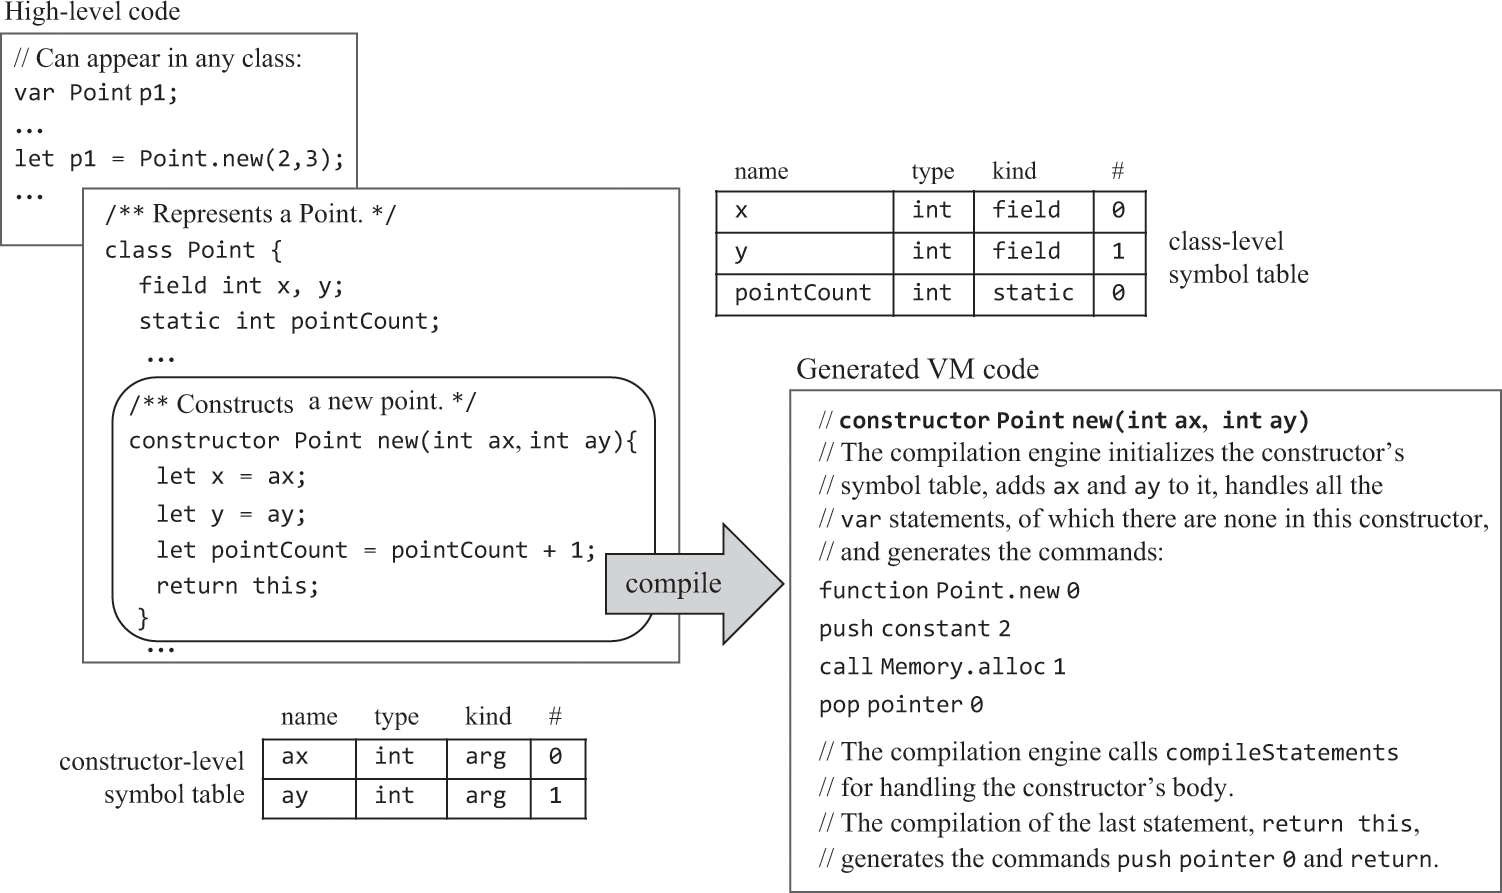 High-level code
// Can appear in any class:
var Point p1;
...
let p1 = Point.new(2,3);
...
/** Represents a Point. */
class Point {
field int x, y;
static int pointCount;
...
/** Constructs a new point. */
constructor Point new(int ax, int ay){
let x = ax;
let y = ay;
let pointCount = pointCount + 1;
return this;
}
...
compile
name type kind #
x int field 0
y int field 1
pointCount int static 0
class-level
symbol table
name type kind #
ax int arg 0
ay int arg 1
constructor-level
symbol table
Generated VM code
// constructor Point new(int ax, int ay)
// The compilation engine initializes the constructor’s
// symbol table, adds ax and ay to it, handles all the
// var statements, of which there are none in this constructor,
// and generates the commands:
function Point.new 0
push constant 2
call Memory.alloc 1
pop pointer 0
// The compilation engine calls compileStatements
// for handling the constructor’s body.
// The compilation of the last statement, return this,
// generates the commands push pointer 0 and return.